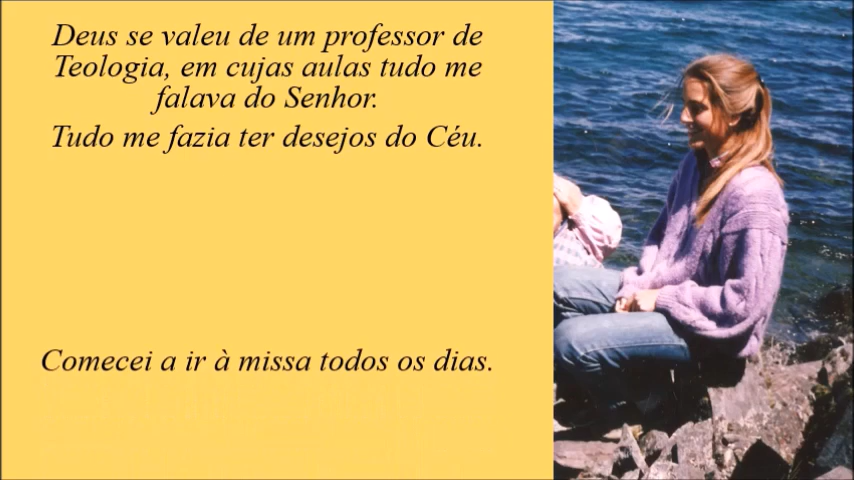 Deus se valeu de um professor de
Teologia, em cujas aulas tudo me
falava do Senhor.
Tudo me fazia ter desejos do Céu.
Comecei a ir à missa todos os dias.